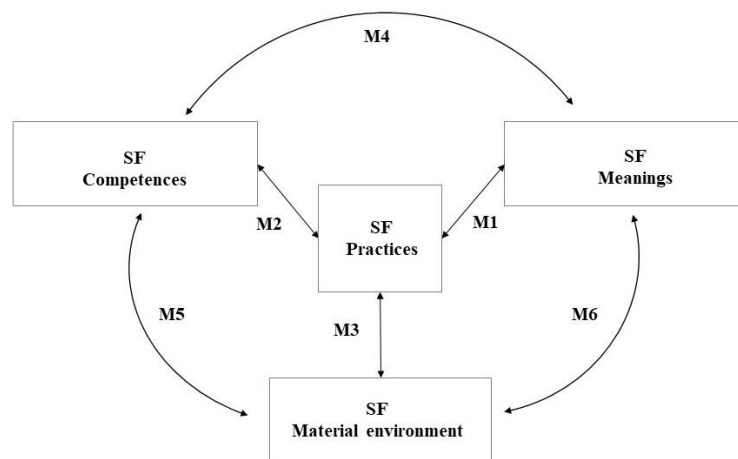 M4
SF
Competences
SF
Meanings
SF
Practices
M2
M1
M5
M3
M6
SF
Material environment